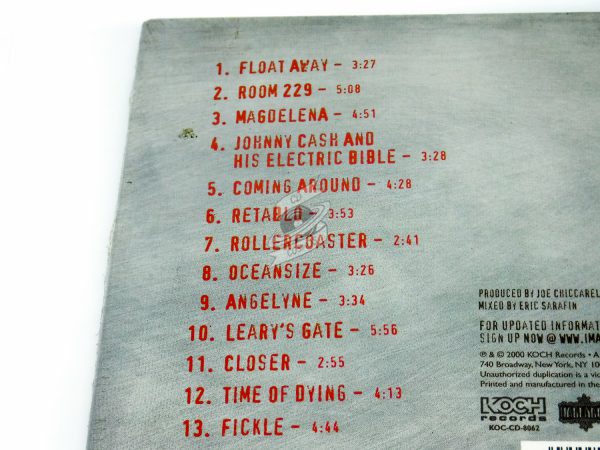 1. FLOAT AWAY – 3:27
2. ROOM 229 – 5:08
3. MAGDELENA – 4:51
4. JOHNNY CASH AND
HIS ELECTRIC BIBLE – 3:28
5. COMING AROUND – 4:28
6. RETABLO – 3:53
7. ROLLERCOASTER – 2:41
8. OCEANSIZE – 3:26
9. ANGELYNE – 3:34
10. LEARY'S GATE – 5:56
11. CLOSER – 2:55
12. TIME OF DYING – 4:13
13. FICKLE – 4:44
PRODUCED BY JOE CHICCAREL
MIXED BY ERIC SARAFIN
FOR UPDATED INFORMAT
SIGN UP NOW @ WWW.IMA
℗ & © 2000 KOCH Records • A
740 Broadway, New York, NY 10
Unauthorized duplication is a vio
Printed and manufactured in the
KOCH
records
KOC-CD-8062